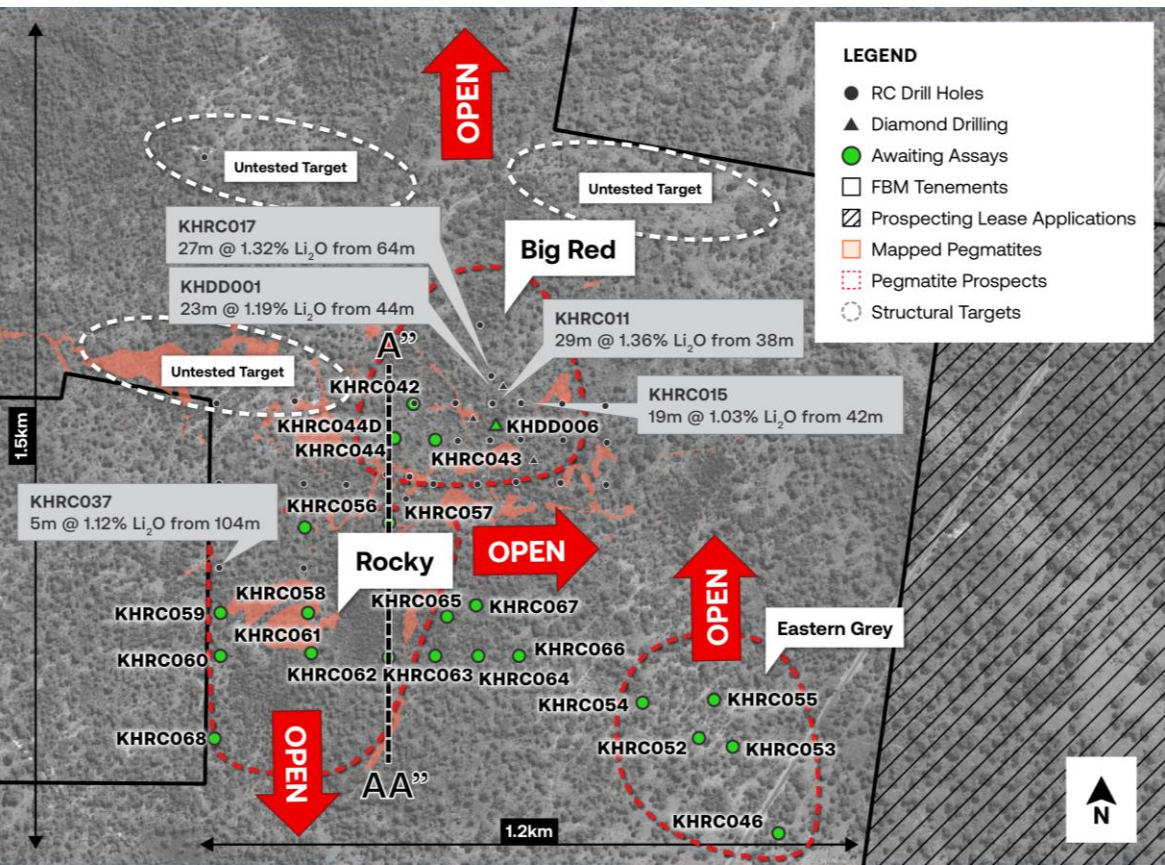 OPEN
LEGEND
RC Drill Holes
Diamond Drilling
Awaiting Assays
FBM Tenements
Prospecting Lease Applications
Mapped Pegmatites
Pegmatite Prospects
Structural Targets
Untested Target
Untested Target
KHRC017
27m @ 1.32% Li₂O from 64m
Big Red
KHDD001
23m @ 1.19% Li₂O from 44m
KHRC011
29m @ 1.36% Li₂O from 38m
A”
Untested Target
KHRC042
KHRC015
19m @ 1.03% Li₂O from 42m
KHRC044D
KHDD006
KHRC044
KHRC043
1.5km
KHRC037
5m @ 1.12% Li₂O from 104m
KHRC056
KHRC057
OPEN
Rocky
OPEN
KHRC058
KHRC065
KHRC067
KHRC059
KHRC061
Eastern Grey
KHRC060
KHRC062
KHRC063
KHRC066
KHRC064
KHRC054
KHRC055
KHRC068
KHRC052
KHRC053
OPEN
AA”
KHRC046
1.2km
N